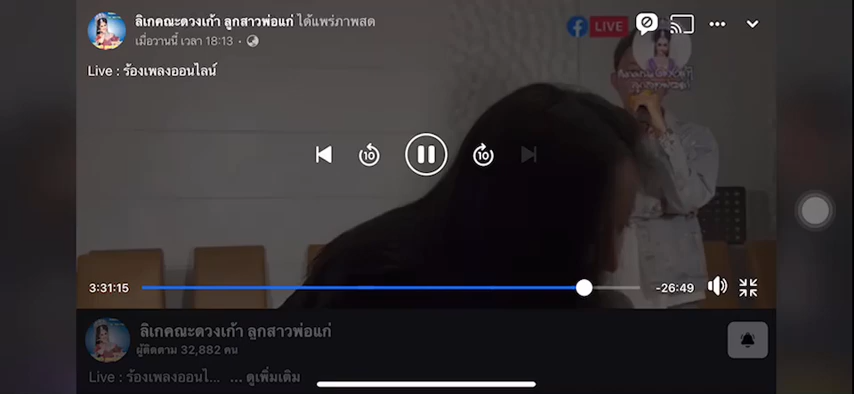 ลิเกคณะดวงเก้า ลูกสาวพ่อแก่ ได้แพร่ภาพสด
เมื่อวานนี้ เวลา 18:13 ·
LIVE
Live : ร้องเพลงออนไลน์
10
10
3:31:15
-26:49
ลิเกคณะดวงเก้า ลูกสาวพ่อแก่
ผู้ติดตาม 32,882 คน
Live : ร้องเพลงออนไ... ... ดูเพิ่มเติม